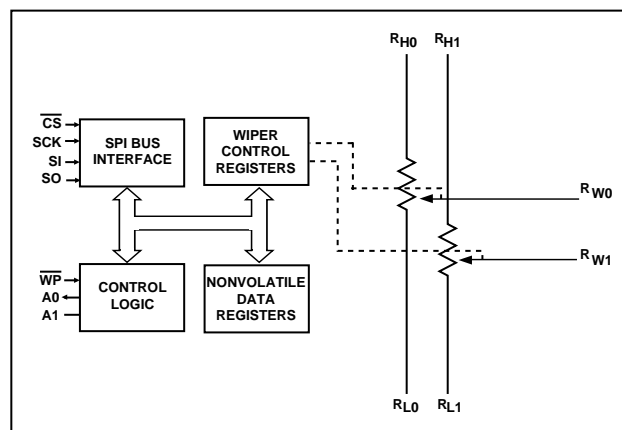 RH0 RH1
CS
SCK
SI
SO
SPI BUS
INTERFACE
WIPER
CONTROL
REGISTERS
RW0
RW1
WP
A0
A1
CONTROL
LOGIC
NONVOLATILE
DATA
REGISTERS
RL0 RL1